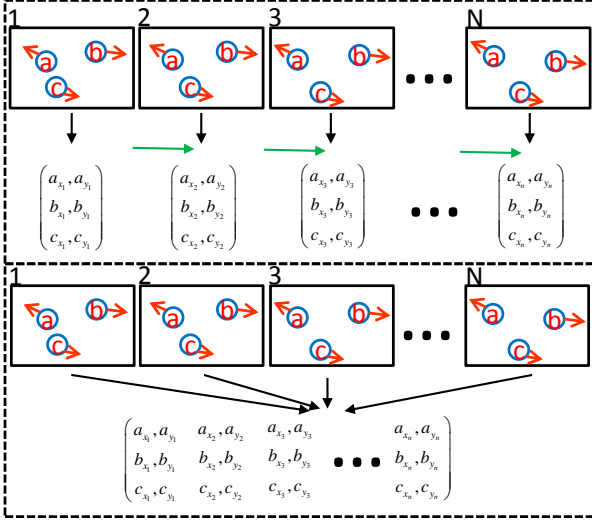 1 2 3 N
a b c a b c a b c ... a b c
a_{x_1}, a_{y_1} a_{x_2}, a_{y_2} a_{x_3}, a_{y_3} a_{x_n}, a_{y_n}
b_{x_1}, b_{y_1} b_{x_2}, b_{y_2} b_{x_3}, b_{y_3} ... b_{x_n}, b_{y_n}
c_{x_1}, c_{y_1} c_{x_2}, c_{y_2} c_{x_3}, c_{y_3} c_{x_n}, c_{y_n}
1 2 3 N
a b c a b c a b c ... a b c
a_{x_1}, a_{y_1} a_{x_2}, a_{y_2} a_{x_3}, a_{y_3} a_{x_n}, a_{y_n}
b_{x_1}, b_{y_1} b_{x_2}, b_{y_2} b_{x_3}, b_{y_3} ... b_{x_n}, b_{y_n}
c_{x_1}, c_{y_1} c_{x_2}, c_{y_2} c_{x_3}, c_{y_3} c_{x_n}, c_{y_n}